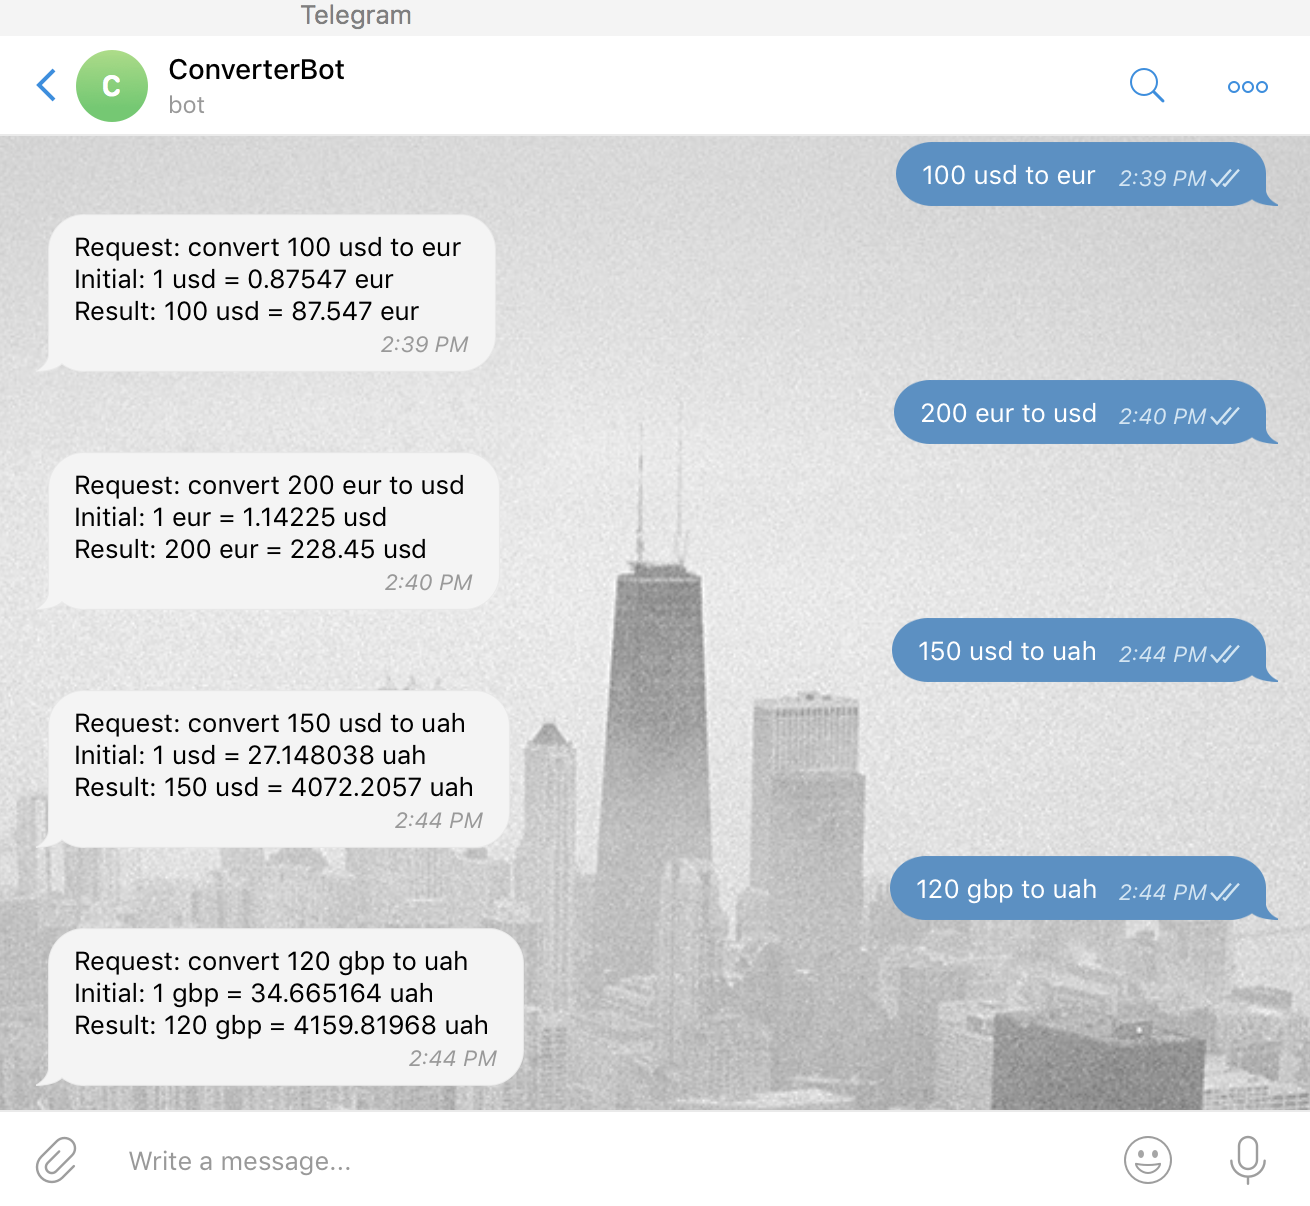 Telegram
C
ConverterBot
bot
100 usd to eur 2:39 PM
Request: convert 100 usd to eur
Initial: 1 usd = 0.87547 eur
Result: 100 usd = 87.547 eur
2:39 PM
200 eur to usd 2:40 PM
Request: convert 200 eur to usd
Initial: 1 eur = 1.14225 usd
Result: 200 eur = 228.45 usd
2:40 PM
150 usd to uah 2:44 PM
Request: convert 150 usd to uah
Initial: 1 usd = 27.148038 uah
Result: 150 usd = 4072.2057 uah
2:44 PM
120 gbp to uah 2:44 PM
Request: convert 120 gbp to uah
Initial: 1 gbp = 34.665164 uah
Result: 120 gbp = 4159.81968 uah
2:44 PM
Write a message...